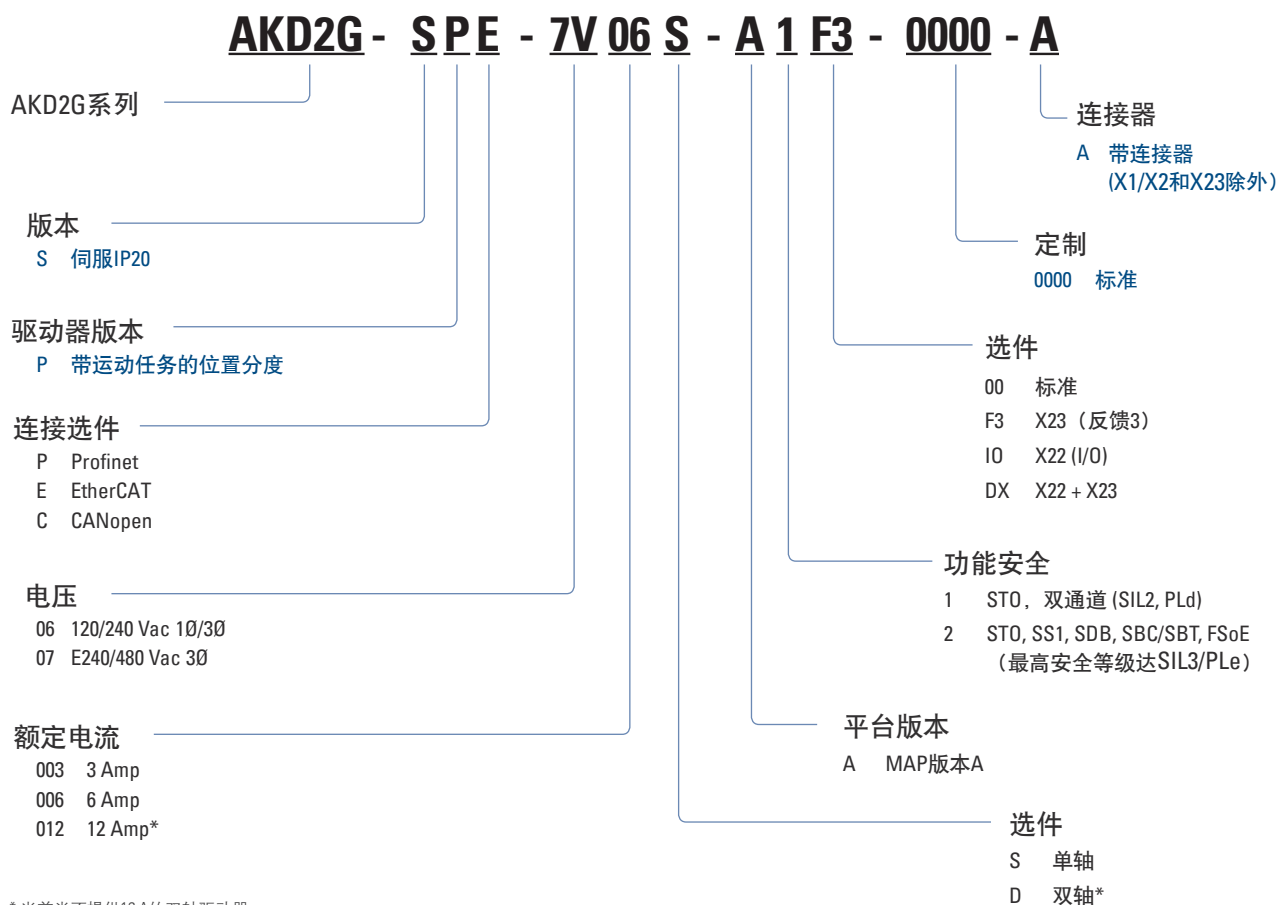 AKD2G - S P E - 7V 06 S - A 1 F3 - 0000 - A
AKD2G系列
版本
S 伺服IP20
驱动器版本
P 带运动任务的位置分度
连接选件
P Profinet
E EtherCAT
C CANopen
电压
06 120/240 Vac 1Ø/3Ø
07 E240/480 Vac 3Ø
额定电流
003 3 Amp
006 6 Amp
012 12 Amp*
连接器
A 带连接器
(X1/X2和X23除外）
定制
0000 标准
选件
00 标准
F3 X23（反馈3）
IO X22 (I/O)
DX X22 + X23
功能安全
1 STO，双通道 (SIL2, PLd)
2 STO, SS1, SDB, SBC/SBT, FSoE
（最高安全等级达SIL3/PLe）
平台版本
A MAP版本A
选件
S 单轴
D 双轴*